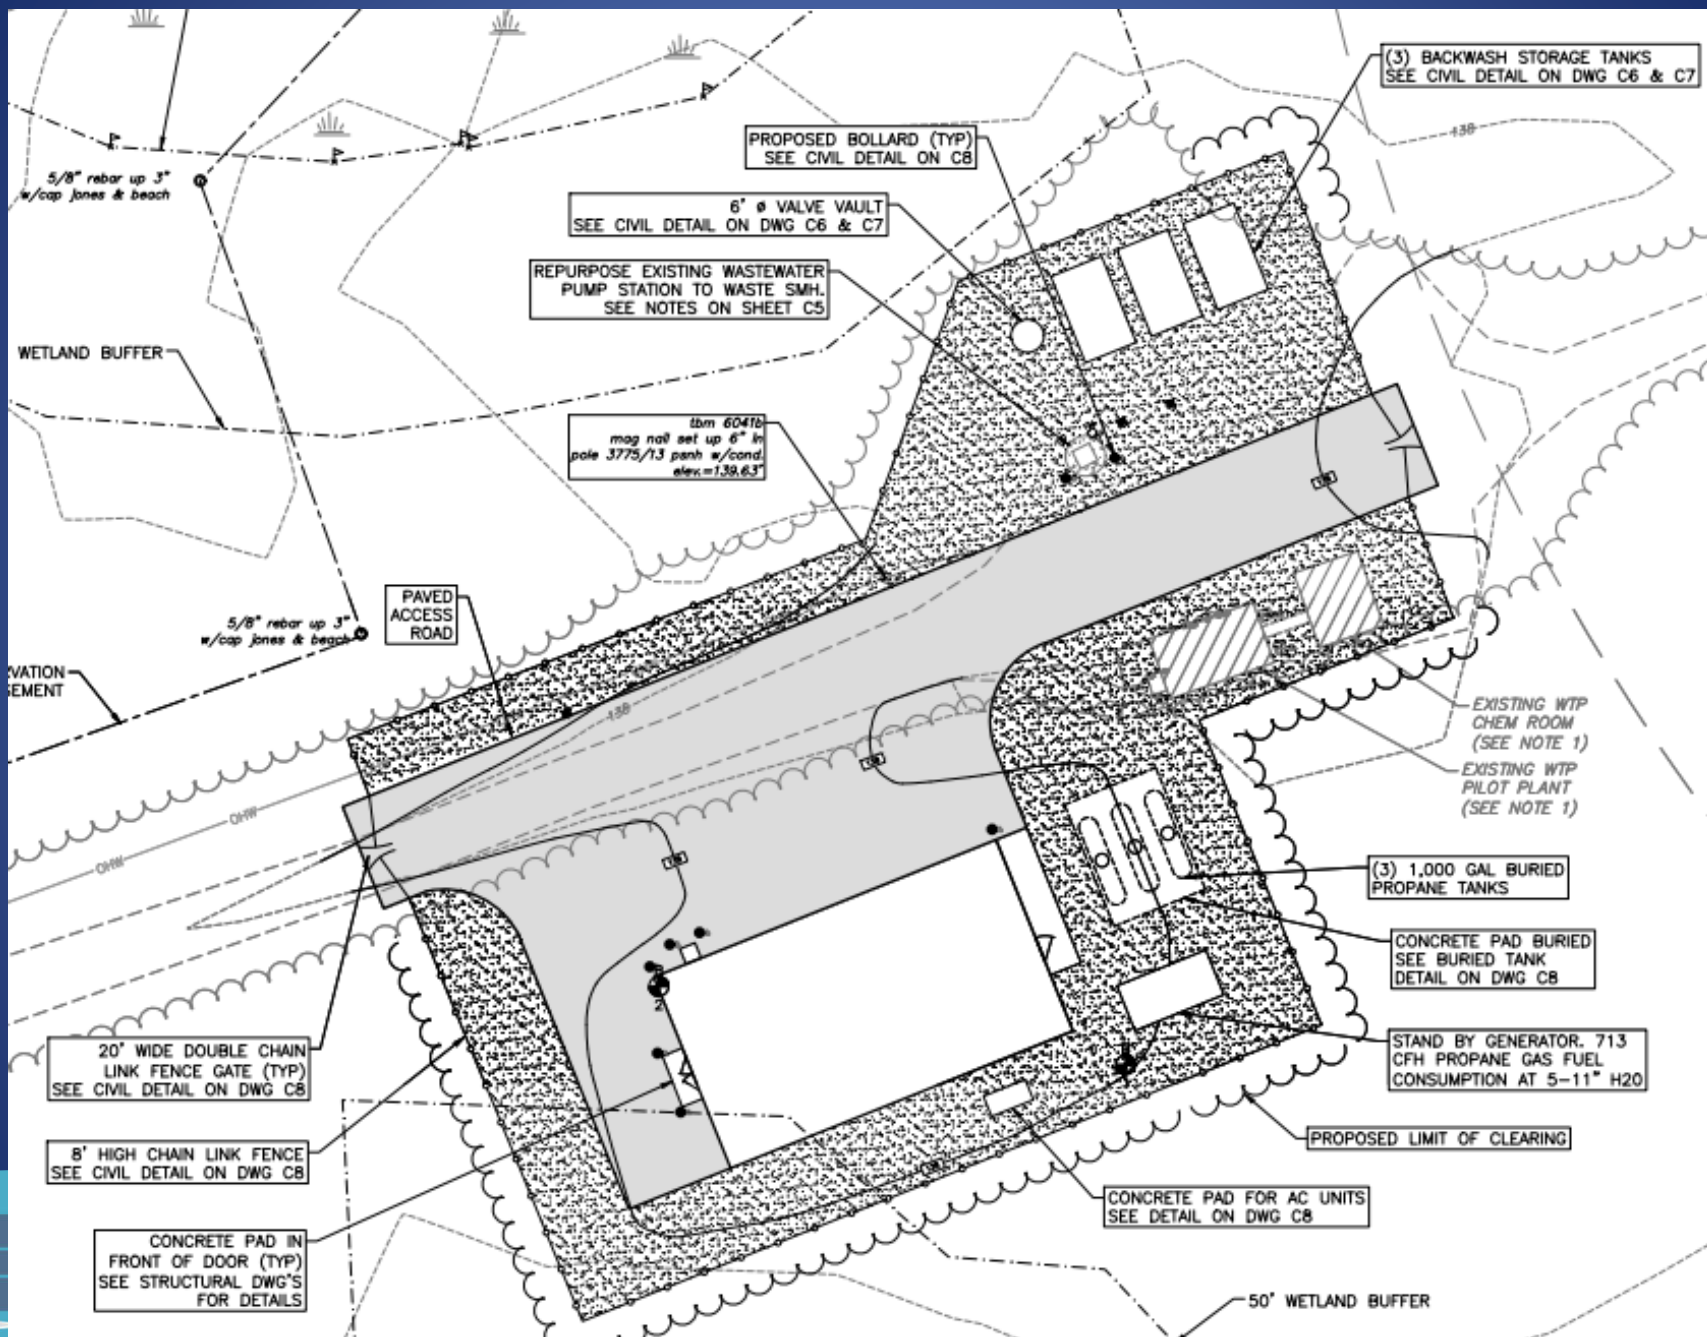 (3) BACKWASH STORAGE TANKS
SEE CIVIL DETAIL ON DWG C6 & C7
138
PROPOSED BOLLARD (TYP)
SEE CIVIL DETAIL ON C8
5/8" rebar up 3"
w/cap jones & beach
6' ø VALVE VAULT
SEE CIVIL DETAIL ON DWG C6 & C7
REPURPOSE EXISTING WASTEWATER
PUMP STATION TO WASTE SMH.
SEE NOTES ON SHEET C5
WETLAND BUFFER
tbm 6041b
mag nail set up 6" in
pole 3775/13 psnh w/cond.
elev.=139.63'
PAVED
ACCESS
ROAD
5/8" rebar up 3"
w/cap jones & beach
RVATION
SEMENT
138
EXISTING WTP
CHEM ROOM
(SEE NOTE 1)
EXISTING WTP
PILOT PLANT
(SEE NOTE 1)
OHW
OHW
(3) 1,000 GAL BURIED
PROPANE TANKS
CONCRETE PAD BURIED
SEE BURIED TANK
DETAIL ON DWG C8
2
20' WIDE DOUBLE CHAIN
LINK FENCE GATE (TYP)
SEE CIVIL DETAIL ON DWG C8
STAND BY GENERATOR. 713
CFH PROPANE GAS FUEL
CONSUMPTION AT 5-11" H20
PROPOSED LIMIT OF CLEARING
8' HIGH CHAIN LINK FENCE
SEE CIVIL DETAIL ON DWG C8
CONCRETE PAD FOR AC UNITS
SEE DETAIL ON DWG C8
CONCRETE PAD IN
FRONT OF DOOR (TYP)
SEE STRUCTURAL DWG'S
FOR DETAILS
50' WETLAND BUFFER